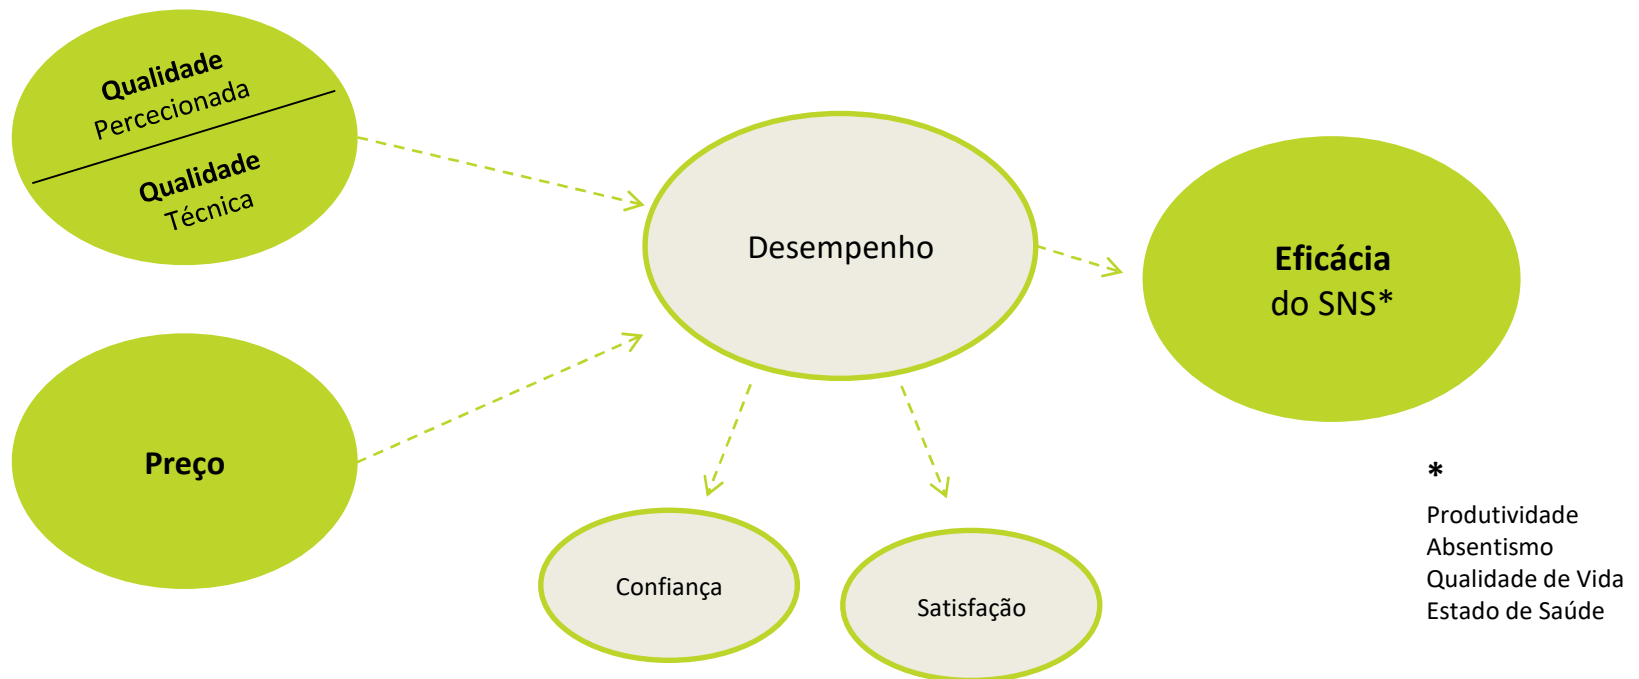 Qualidade
Percecionada
Qualidade
Técnica
Desempenho
Eficácia
do SNS*
Preço
Confiança
Satisfação
*
Produtividade
Absentismo
Qualidade de Vida
Estado de Saúde